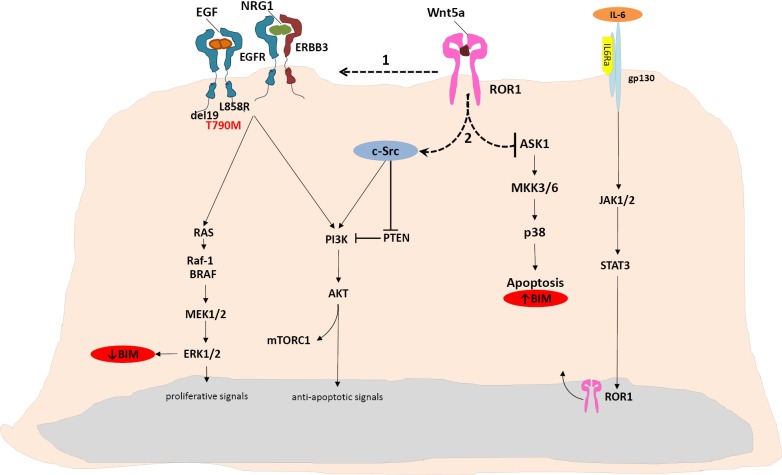 EGF
NRG1
Wnt5a
IL-6
ERBB3
EGFR
IL6Ra
gp130
1
ROR1
L858R
del19
T790M
2
c-Src
ASK1
MKK3/6
JAK1/2
RAS
PI3K
PTEN
p38
Raf-1
BRAF
STAT3
AKT
Apoptosis
↑BIM
MEK1/2
mTORC1
↓BIM
ERK1/2
proliferative signals
anti-apoptotic signals
ROR1